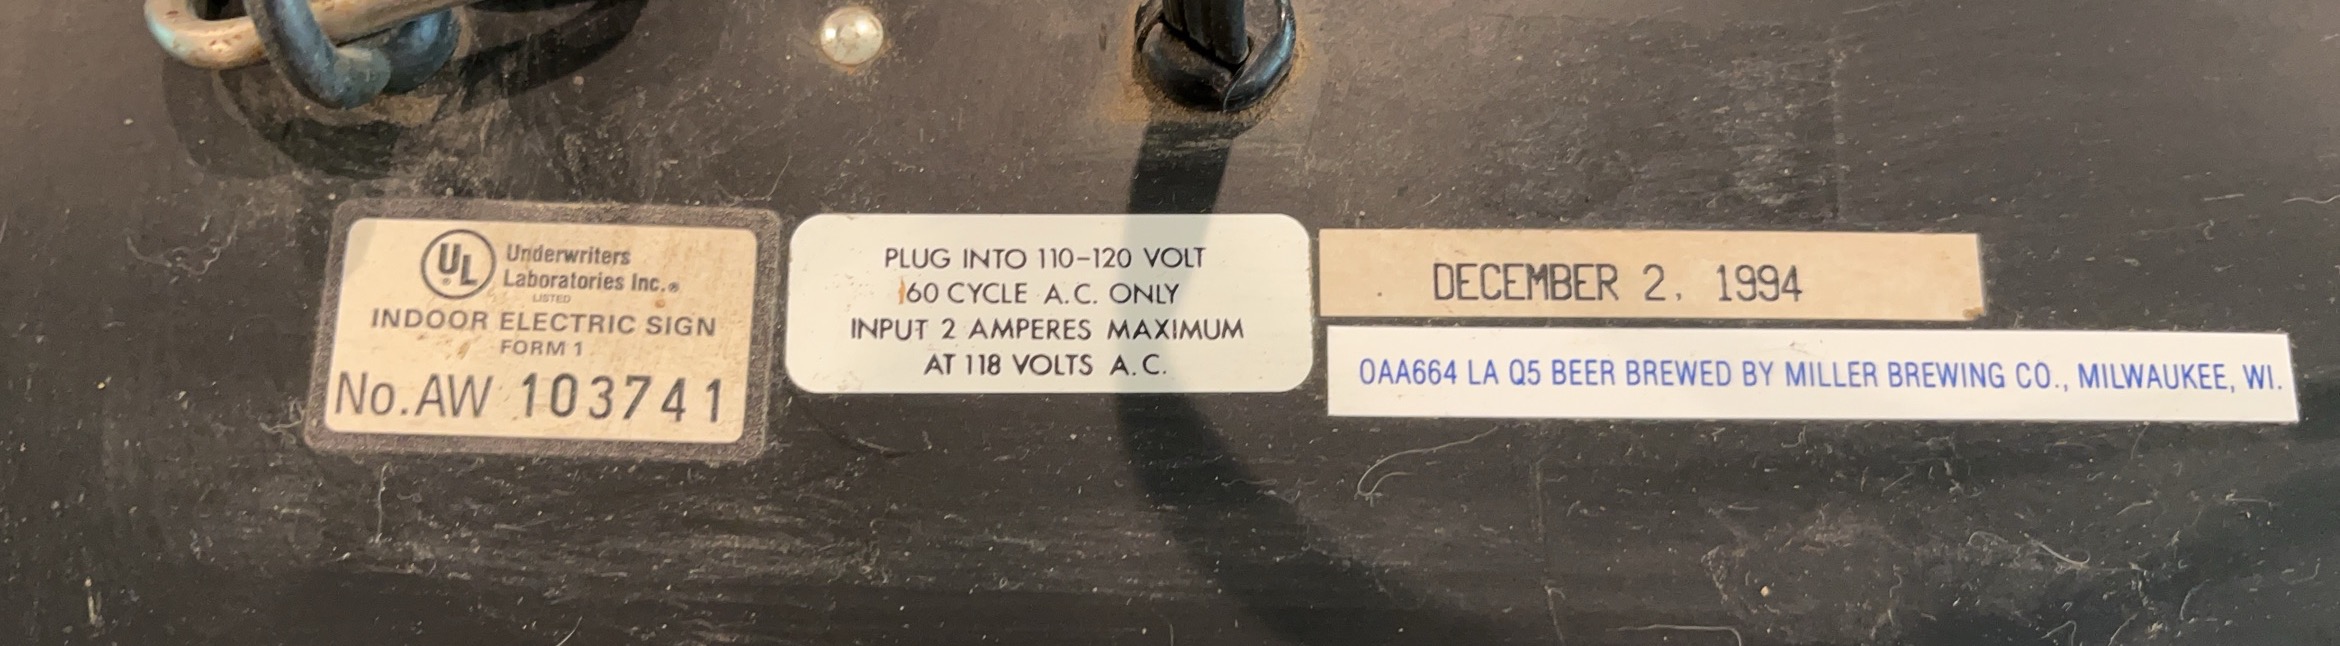 UL Underwriters
Laboratories Inc.®
LISTED
INDOOR ELECTRIC SIGN
FORM 1
No. AW 103741
PLUG INTO 110-120 VOLT
60 CYCLE A.C. ONLY
INPUT 2 AMPERES MAXIMUM
AT 118 VOLTS A.C.
DECEMBER 2, 1994
OAA664 LA Q5 BEER BREWED BY MILLER BREWING CO., MILWAUKEE, WI.